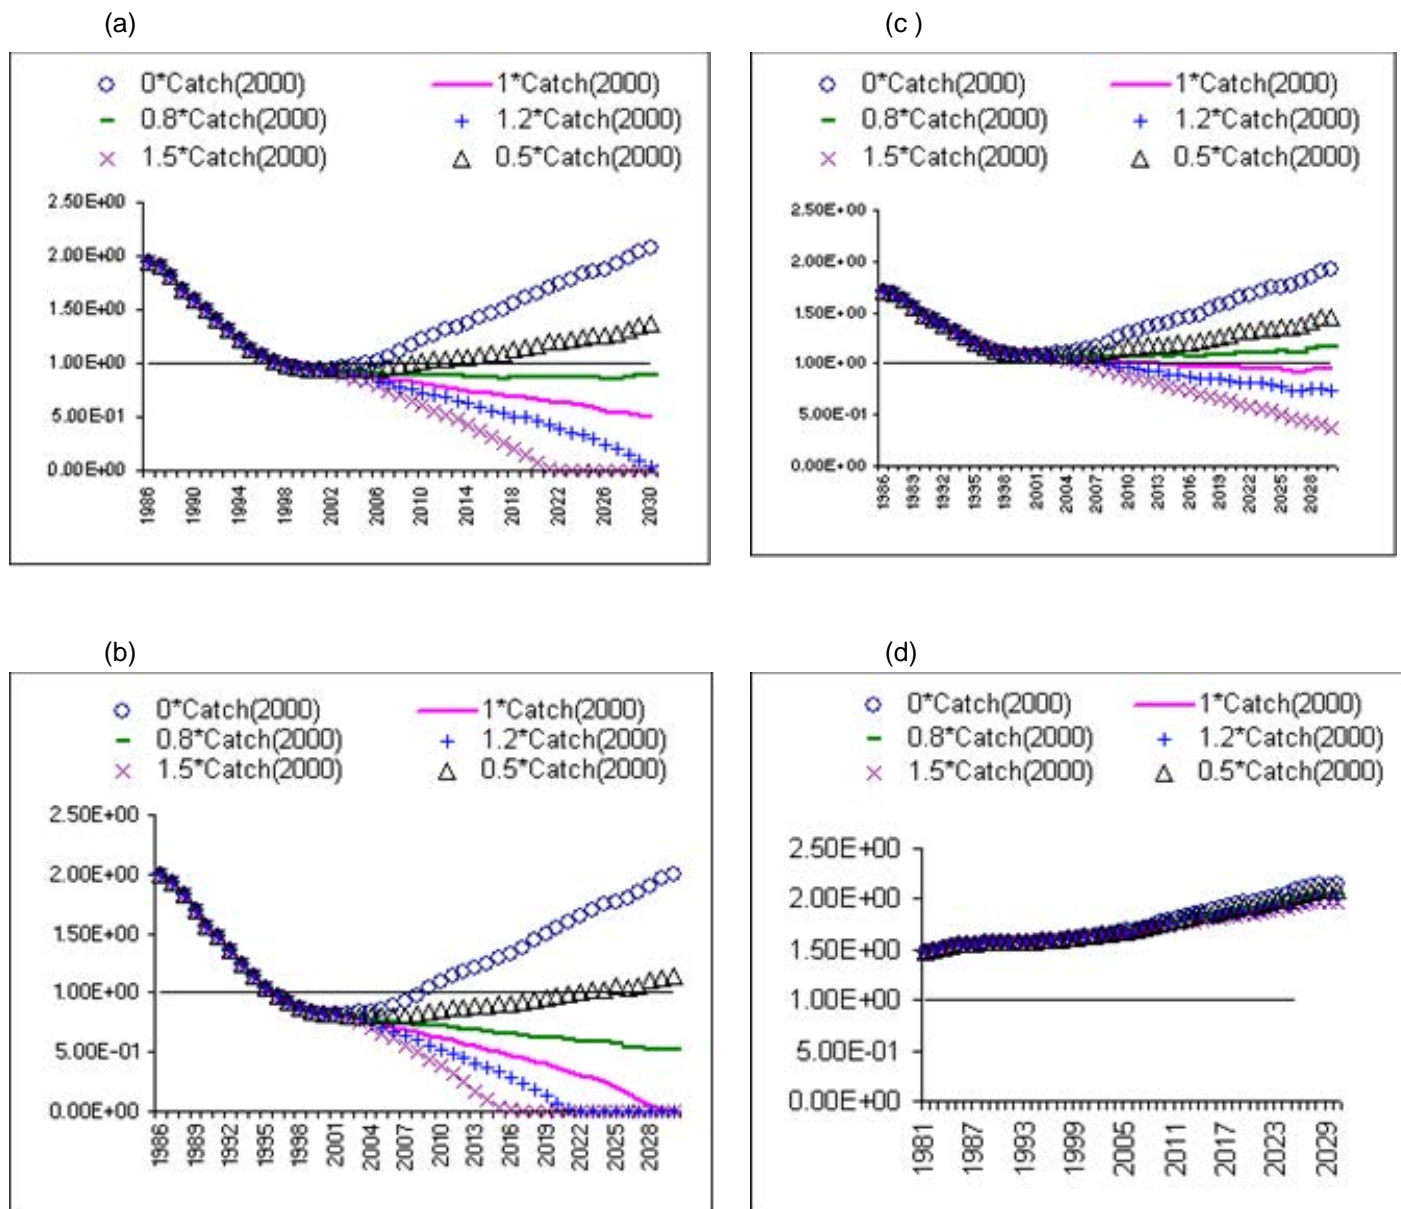 (a)
0*Catch(2000) 1*Catch(2000)
0.8*Catch(2000) 1.2*Catch(2000)
1.5*Catch(2000) 0.5*Catch(2000)
2.50E+00
2.00E+00
1.50E+00
1.00E+00
5.00E-01
0.00E+00
1986 1990 1994 1998 2002 2006 2010 2014 2018 2022 2026 2030
(c )
0*Catch(2000) 1*Catch(2000)
0.8*Catch(2000) 1.2*Catch(2000)
1.5*Catch(2000) 0.5*Catch(2000)
2.50E+00
2.00E+00
1.50E+00
1.00E+00
5.00E-01
0.00E+00
1986 1989 1992 1995 1998 2001 2004 2007 2010 2013 2016 2019 2022 2025 2028
(b)
0*Catch(2000) 1*Catch(2000)
0.8*Catch(2000) 1.2*Catch(2000)
1.5*Catch(2000) 0.5*Catch(2000)
2.50E+00
2.00E+00
1.50E+00
1.00E+00
5.00E-01
0.00E+00
1986 1989 1992 1995 1998 2001 2004 2007 2010 2013 2016 2019 2022 2025 2028
(d)
0*Catch(2000) 1*Catch(2000)
0.8*Catch(2000) 1.2*Catch(2000)
1.5*Catch(2000) 0.5*Catch(2000)
2.50E+00
2.00E+00
1.50E+00
1.00E+00
5.00E-01
0.00E+00
1981 1987 1993 1999 2005 2011 2017 2023 2029